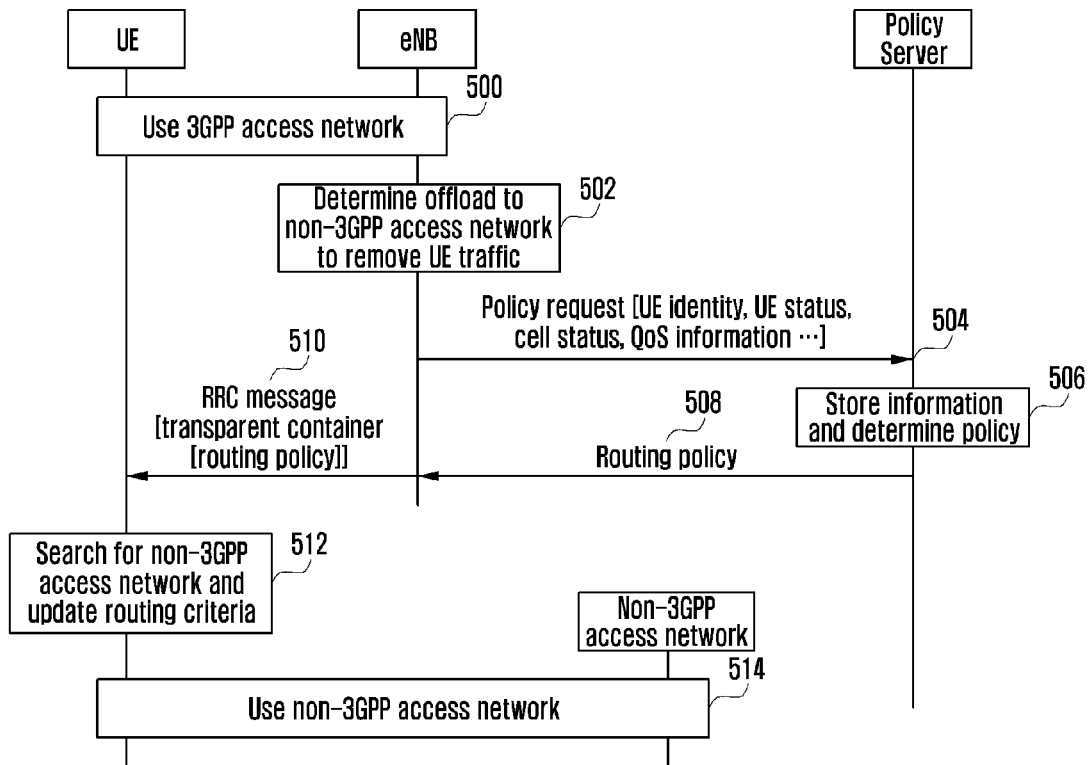 UE
eNB
Policy
Server
500
Use 3GPP access network
502
Determine offload to
non-3GPP access network
to remove UE traffic
Policy request [UE identity, UE status,
cell status, QoS information ···]
504
506
Store information
and determine policy
510
RRC message
[transparent container
[routing policy]]
508
Routing policy
512
Search for non-3GPP
access network and
update routing criteria
Non-3GPP
access network
514
Use non-3GPP access network